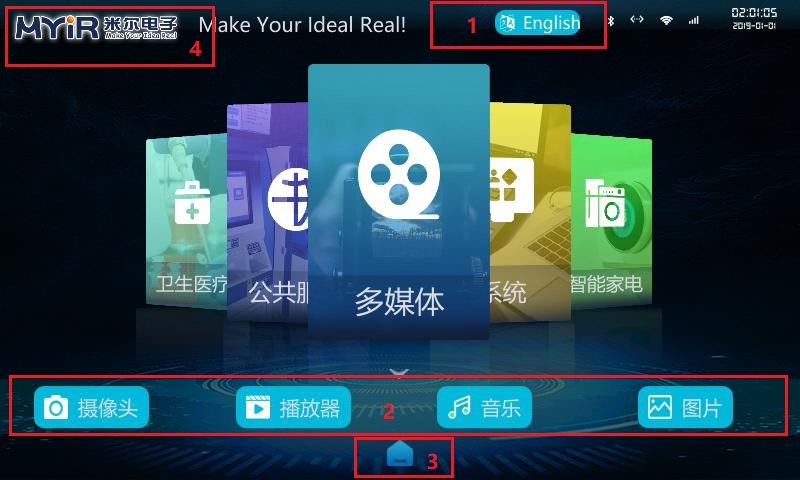 MYiR 米尔电子
Make Your Idea Real
Make Your Ideal Real!
1
English
02:01:05
2019-01-01
4
卫生医疗
公共服
多媒体
系统
智能家电
摄像头
播放器
2
音乐
图片
3